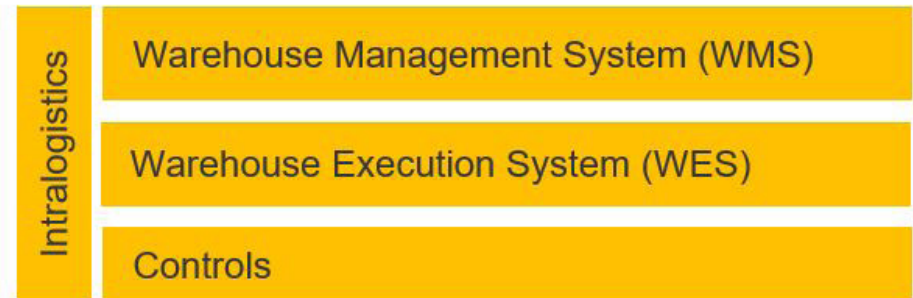 Intralogistics
Warehouse Management System (WMS)
Warehouse Execution System (WES)
Controls